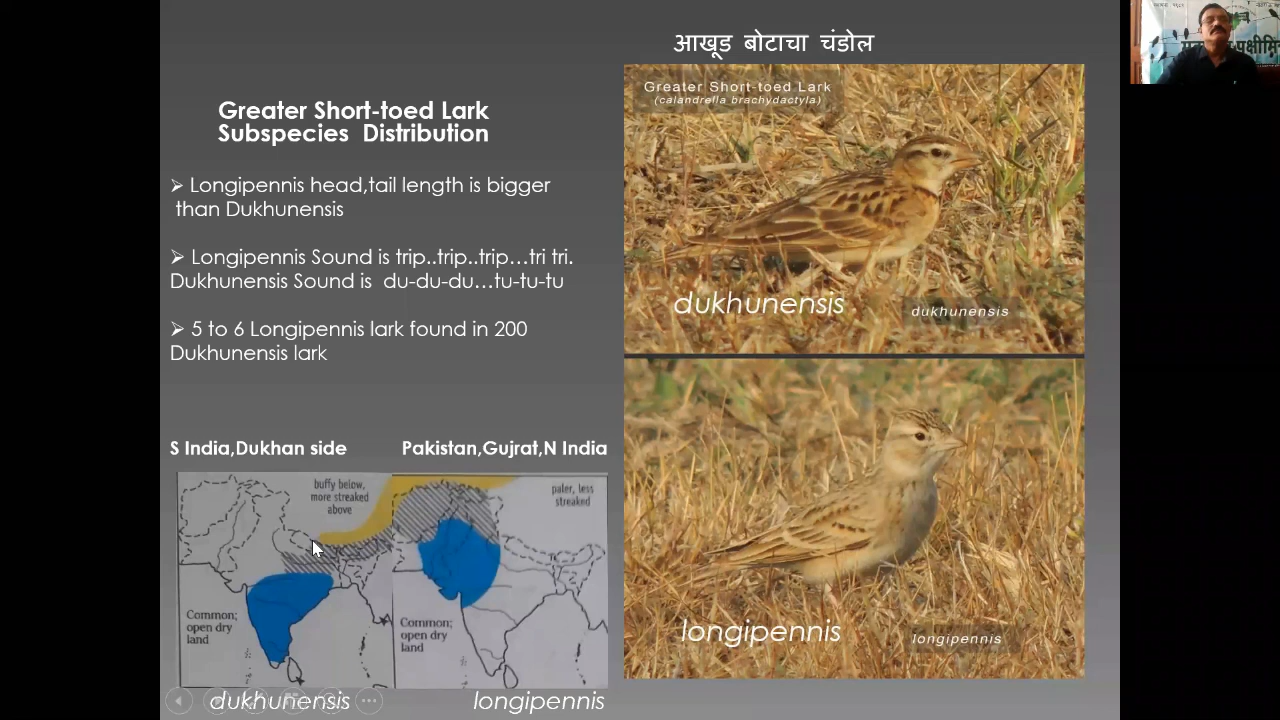 आखूड बोटाचा चंडोल
Greater Short-toed Lark
Subspecies Distribution
➢ Longipennis head,tail length is bigger
than Dukhunensis
➢ Longipennis Sound is trip..trip..trip...tri tri.
Dukhunensis Sound is du-du-du...tu-tu-tu
➢ 5 to 6 Longipennis lark found in 200
Dukhunensis lark
S India,Dukhan side
Pakistan,Gujrat,N India
buffy below,
more streaked
above
Common;
open dry
land
paler, less
streaked
Common;
open dry
land
dukhunensis
longipennis
Greater Short-toed Lark
(calandrella brachydactyla)
dukhunensis
dukhunensis
longipennis
longipennis